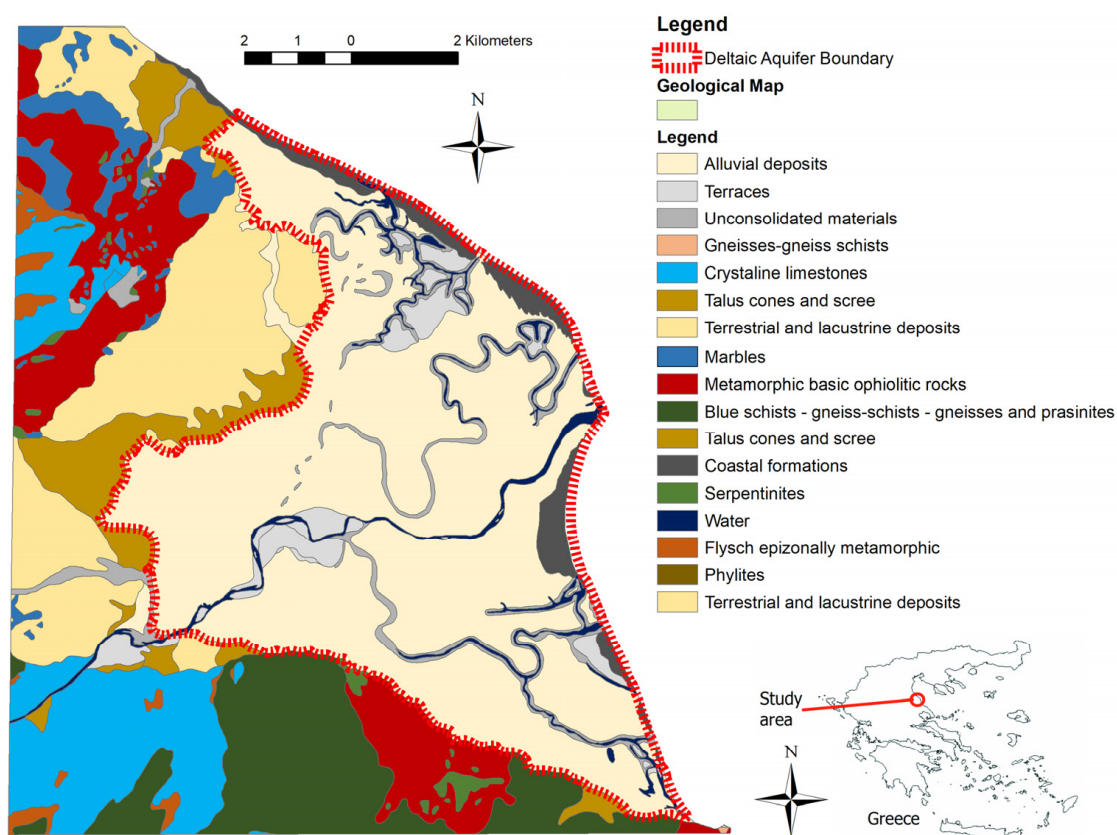 2 1 0 2 Kilometers
N
Legend
Deltaic Aquifer Boundary
Geological Map
Legend
Alluvial deposits
Terraces
Unconsolidated materials
Gneisses-gneiss schists
Crystaline limestones
Talus cones and scree
Terrestrial and lacustrine deposits
Marbles
Metamorphic basic ophiolitic rocks
Blue schists - gneiss-schists - gneisses and prasinites
Talus cones and scree
Coastal formations
Serpentinites
Water
Flysch epizonally metamorphic
Phylites
Terrestrial and lacustrine deposits
Study
area
N
Greece